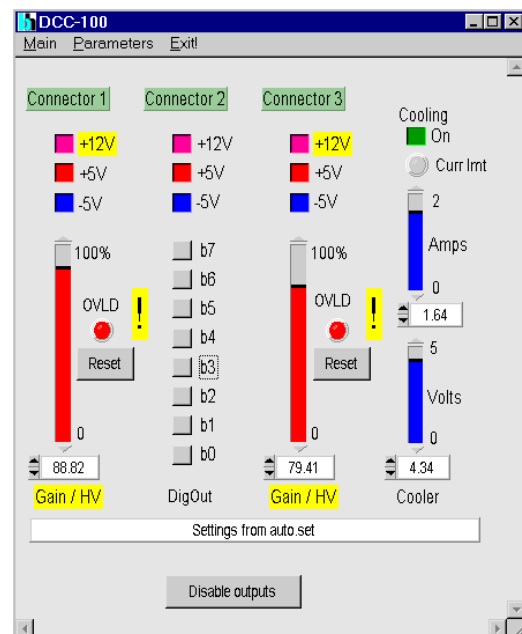 DCC-100
Main Parameters Exit!
Connector 1 Connector 2 Connector 3
Cooling
On
Curr lmt
+12V +12V +12V
+5V +5V +5V
-5V -5V -5V
2
Amps
0
1.64
100%
OVLD !
Reset
0
88.82
Gain / HV
b7
b6
b5
b4
b3
b2
b1
b0
DigOut
100%
OVLD !
Reset
0
79.41
Gain / HV
5
Volts
0
4.34
Cooler
Settings from auto.set
Disable outputs